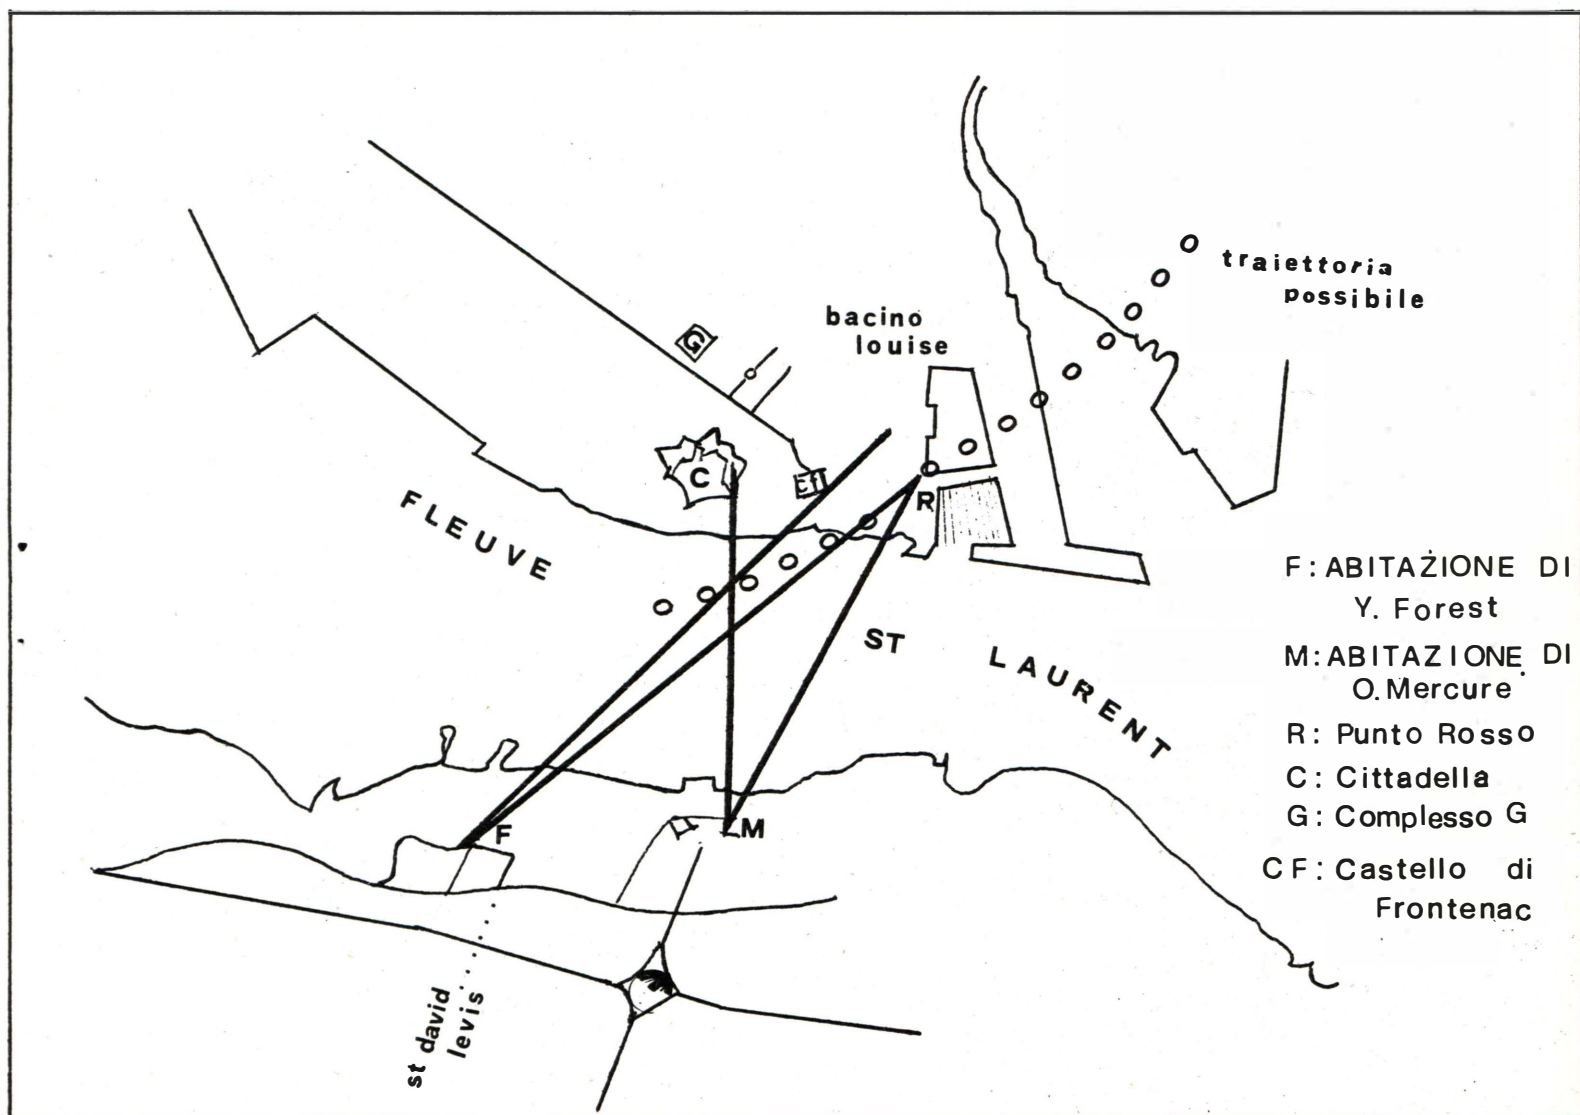 traiettoria
possibile
bacino
louise
G
C
cf
R
FLEUVE
ST LAURENT
F
M
st david
levis
F: ABITAZIONE DI
Y. Forest
M: ABITAZIONE DI
O. Mercure
R: Punto Rosso
C: Cittadella
G: Complesso G
CF: Castello di
Frontenac